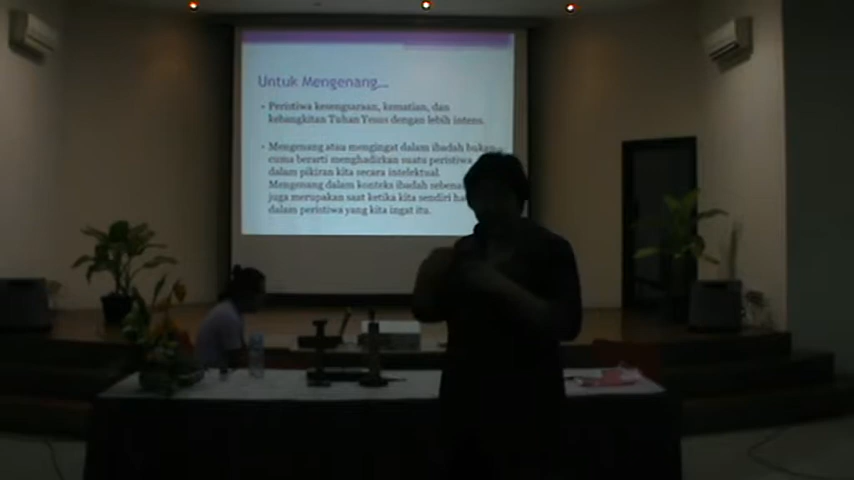 Untuk Mengenang...
• Peristiwa kesengsaraan, kematian, dan
kebangkitan Tuhan Yesus dengan lebih intens.
• Mengenang atau mengingat dalam ibadah bukan
cuma berarti menghadirkan suatu peristiwa
dalam pikiran kita secara intelektual.
Mengenang dalam konteks ibadah
juga merupakan saat ketika kita sendiri
dalam peristiwa yang kita ingat itu.